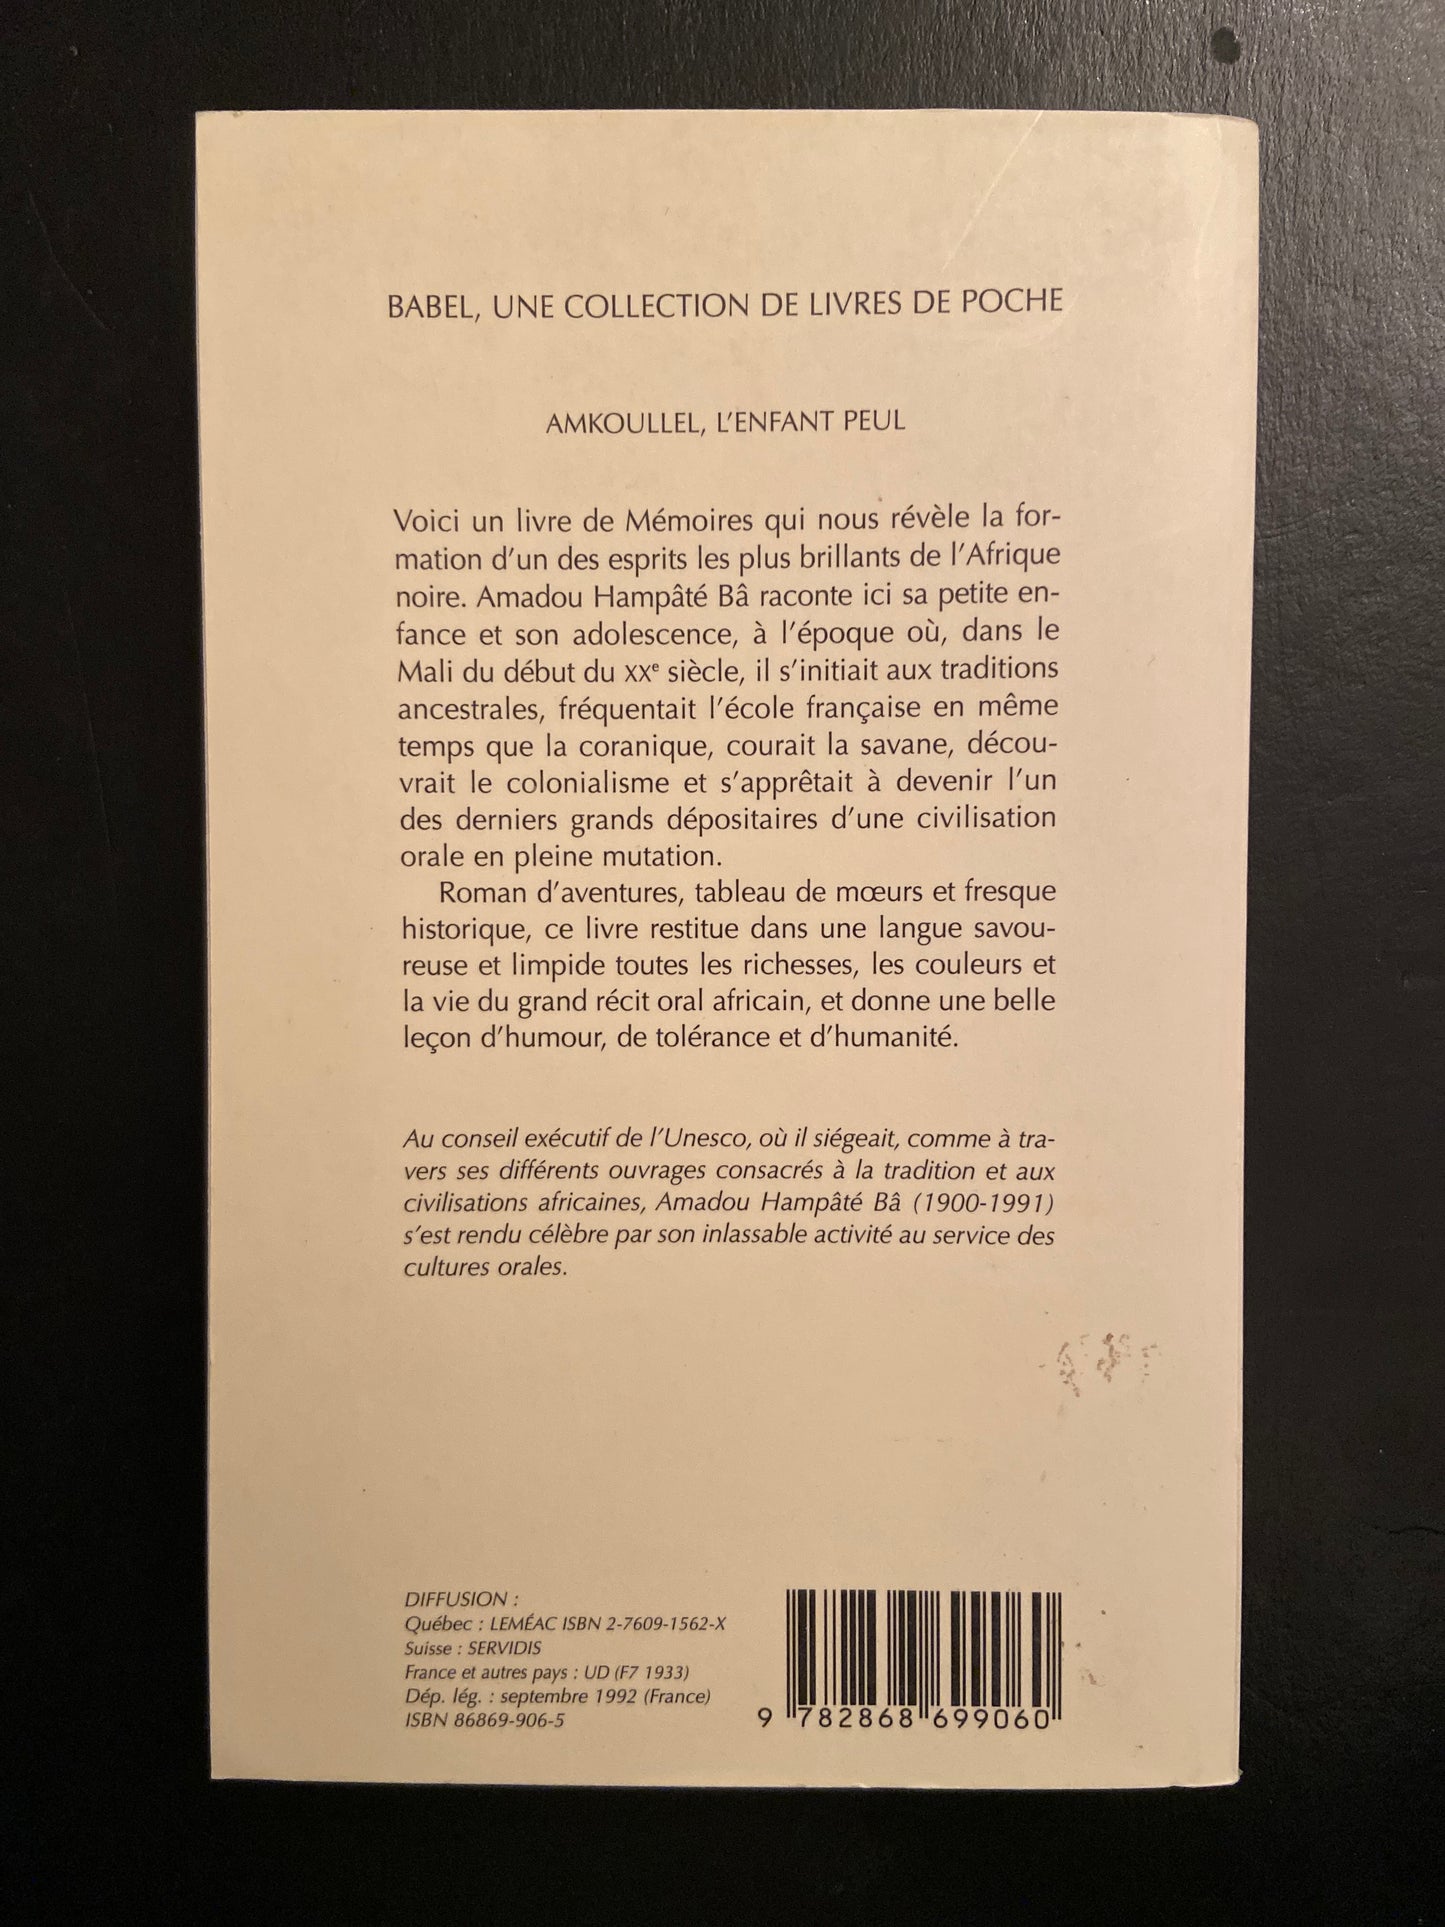 BABEL, UNE COLLECTION DE LIVRES DE POCHE
AMKOULLEL, L'ENFANT PEUL
Voici un livre de Mémoires qui nous révèle la for-
mation d'un des esprits les plus brillants de l'Afrique
noire. Amadou Hampâté Bâ raconte ici sa petite en-
fance et son adolescence, à l'époque où, dans le
Mali du début du XXe siècle, il s'initiait aux traditions
ancestrales, fréquentait l'école française en même
temps que la coranique, courait la savane, décou-
vrait le colonialisme et s'apprêtait à devenir l'un
des derniers grands dépositaires d'une civilisation
orale en pleine mutation.
Roman d'aventures, tableau de mœurs et fresque
historique, ce livre restitue dans une langue savou-
reuse et limpide toutes les richesses, les couleurs et
la vie du grand récit oral africain, et donne une belle
leçon d'humour, de tolérance et d'humanité.
Au conseil exécutif de l'Unesco, où il siégeait, comme à tra-
vers ses différents ouvrages consacrés à la tradition et aux
civilisations africaines, Amadou Hampâté Bâ (1900-1991)
s'est rendu célèbre par son inlassable activité au service des
cultures orales.
DIFFUSION :
Québec : LEMÉAC ISBN 2-7609-1562-X
Suisse : SERVIDIS
France et autres pays : UD (F7 1933)
Dép. lég. : septembre 1992 (France)
ISBN 86869-906-5
9 782868 699060